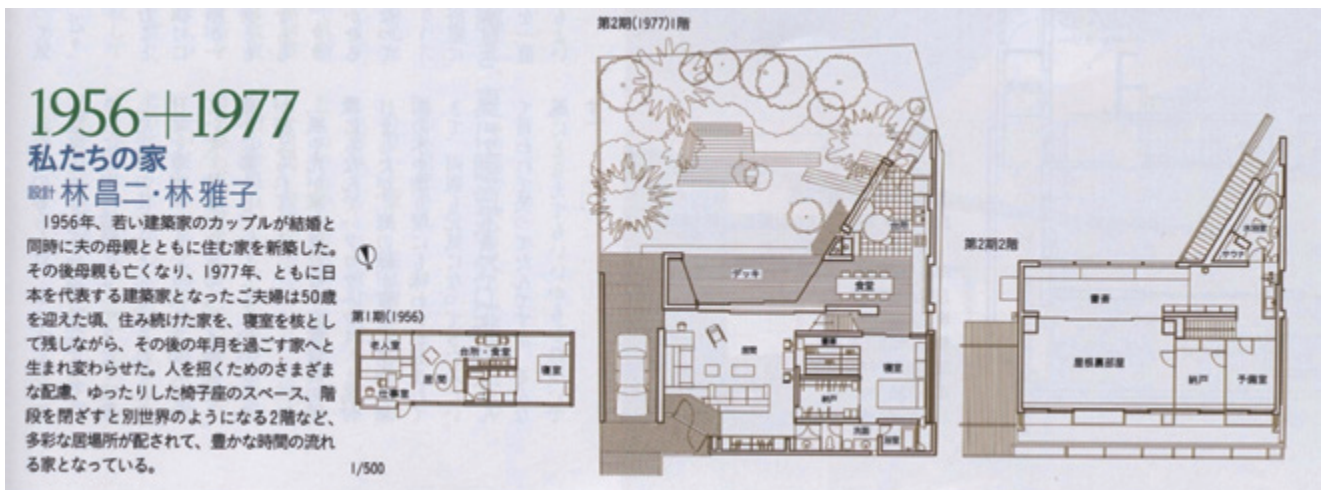 1956+1977
私たちの家
設計 林昌二・林雅子
1956年、若い建築家のカップルが結婚と
同時に夫の母親とともに住む家を新築した。
その後母親も亡くなり、1977年、ともに日
本を代表する建築家となったご夫婦は50歳
を迎えた頃、住み続けた家を、寝室を核とし
て残しながら、その後の年月を過ごす家へと
生まれ変わらせた。人を招くためのさまざま
な配慮、ゆったりした椅子座のスペース、階
段を閉ざすと別世界のようになる2階など、
多彩な居場所が配されて、豊かな時間の流れ
る家となっている。
第1期(1956)
老人室
台所・食堂
居間
寝室
仕事室
1/500
第2期(1977)1階
台所
デッキ
食堂
居間
書庫
寝室
納戸
洗面
浴室
第2期2階
サウナ
書斎
屋根裏部屋
納戸
予備室